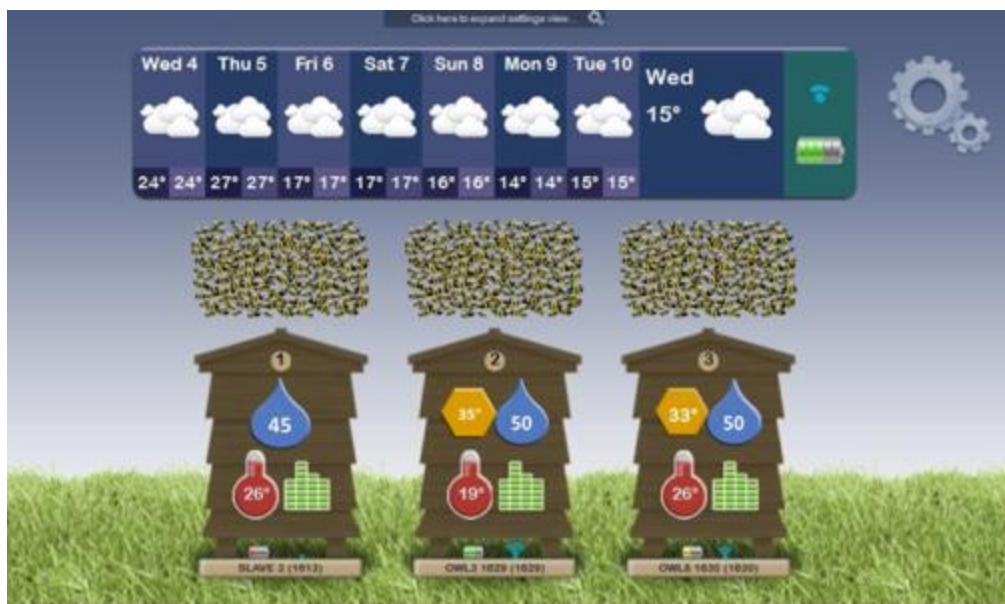 Click here to expand settings view...
Wed 4 Thu 5 Fri 6 Sat 7 Sun 8 Mon 9 Tue 10
Wed
15°
24° 24° 27° 27° 17° 17° 17° 17° 16° 16° 14° 14° 15° 15°
1 2 3
45 35° 50 33° 50
26° 19° 26°
SLAVE 2 (1612) OWL3 1629 (1629) OWL5 1630 (1630)